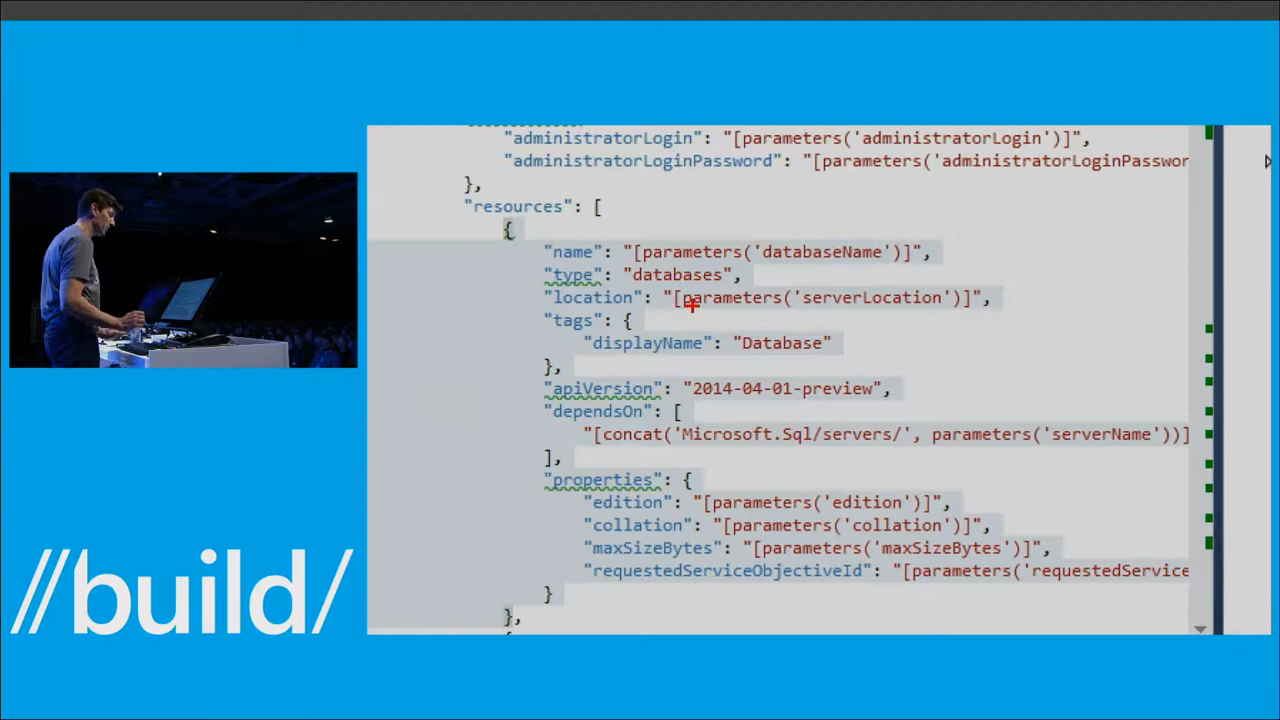 "administratorLogin": "[parameters('administratorLogin')]",
"administratorLoginPassword": "[parameters('administratorLoginPasswor
},
"resources": [
{
"name": "[parameters('databaseName')]",
"type": "databases",
"location": "[parameters('serverLocation')]",
"tags": {
"displayName": "Database"
},
"apiVersion": "2014-04-01-preview",
"dependsOn": [
"[concat('Microsoft.Sql/servers/', parameters('serverName'))]
],
"properties": {
"edition": "[parameters('edition')]",
"collation": "[parameters('collation')]",
"maxSizeBytes": "[parameters('maxSizeBytes')]",
"requestedServiceObjectiveId": "[parameters('requestedService
}
},
//build/